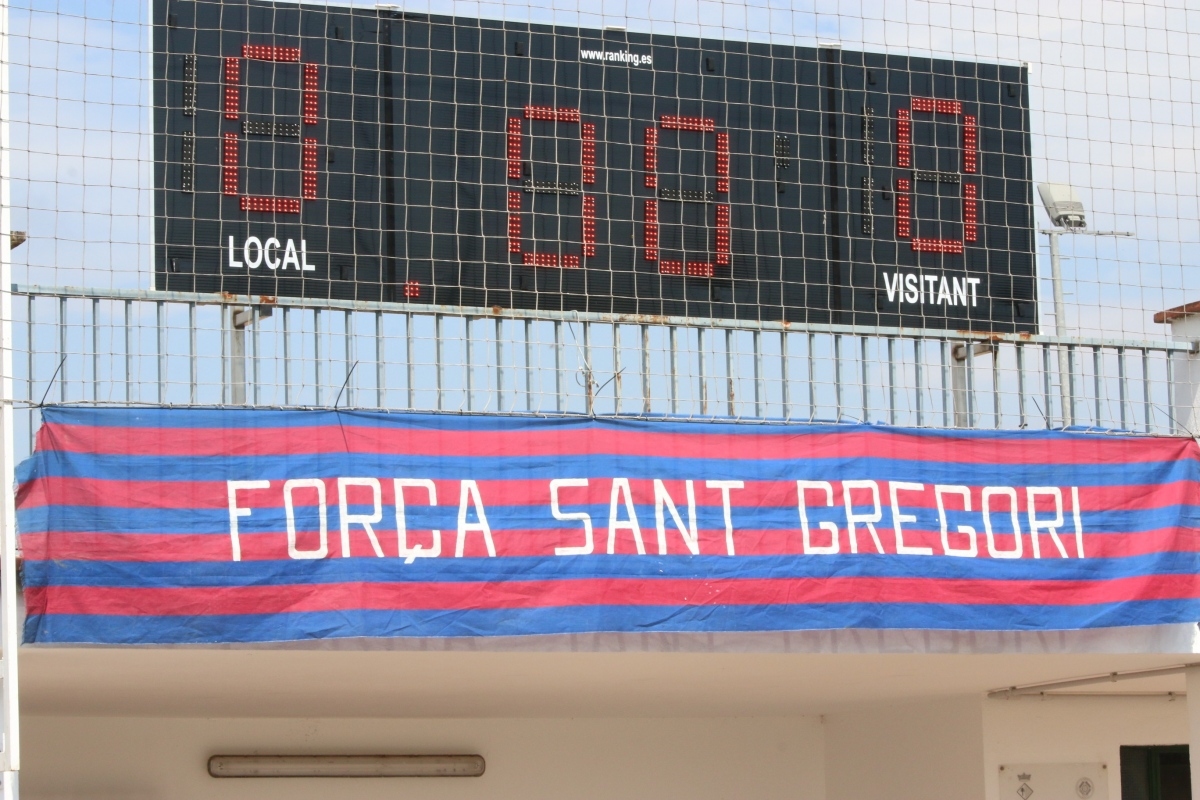 www.ranking.es
0 00 0
LOCAL
VISITANT
FORÇA SANT GREGORI